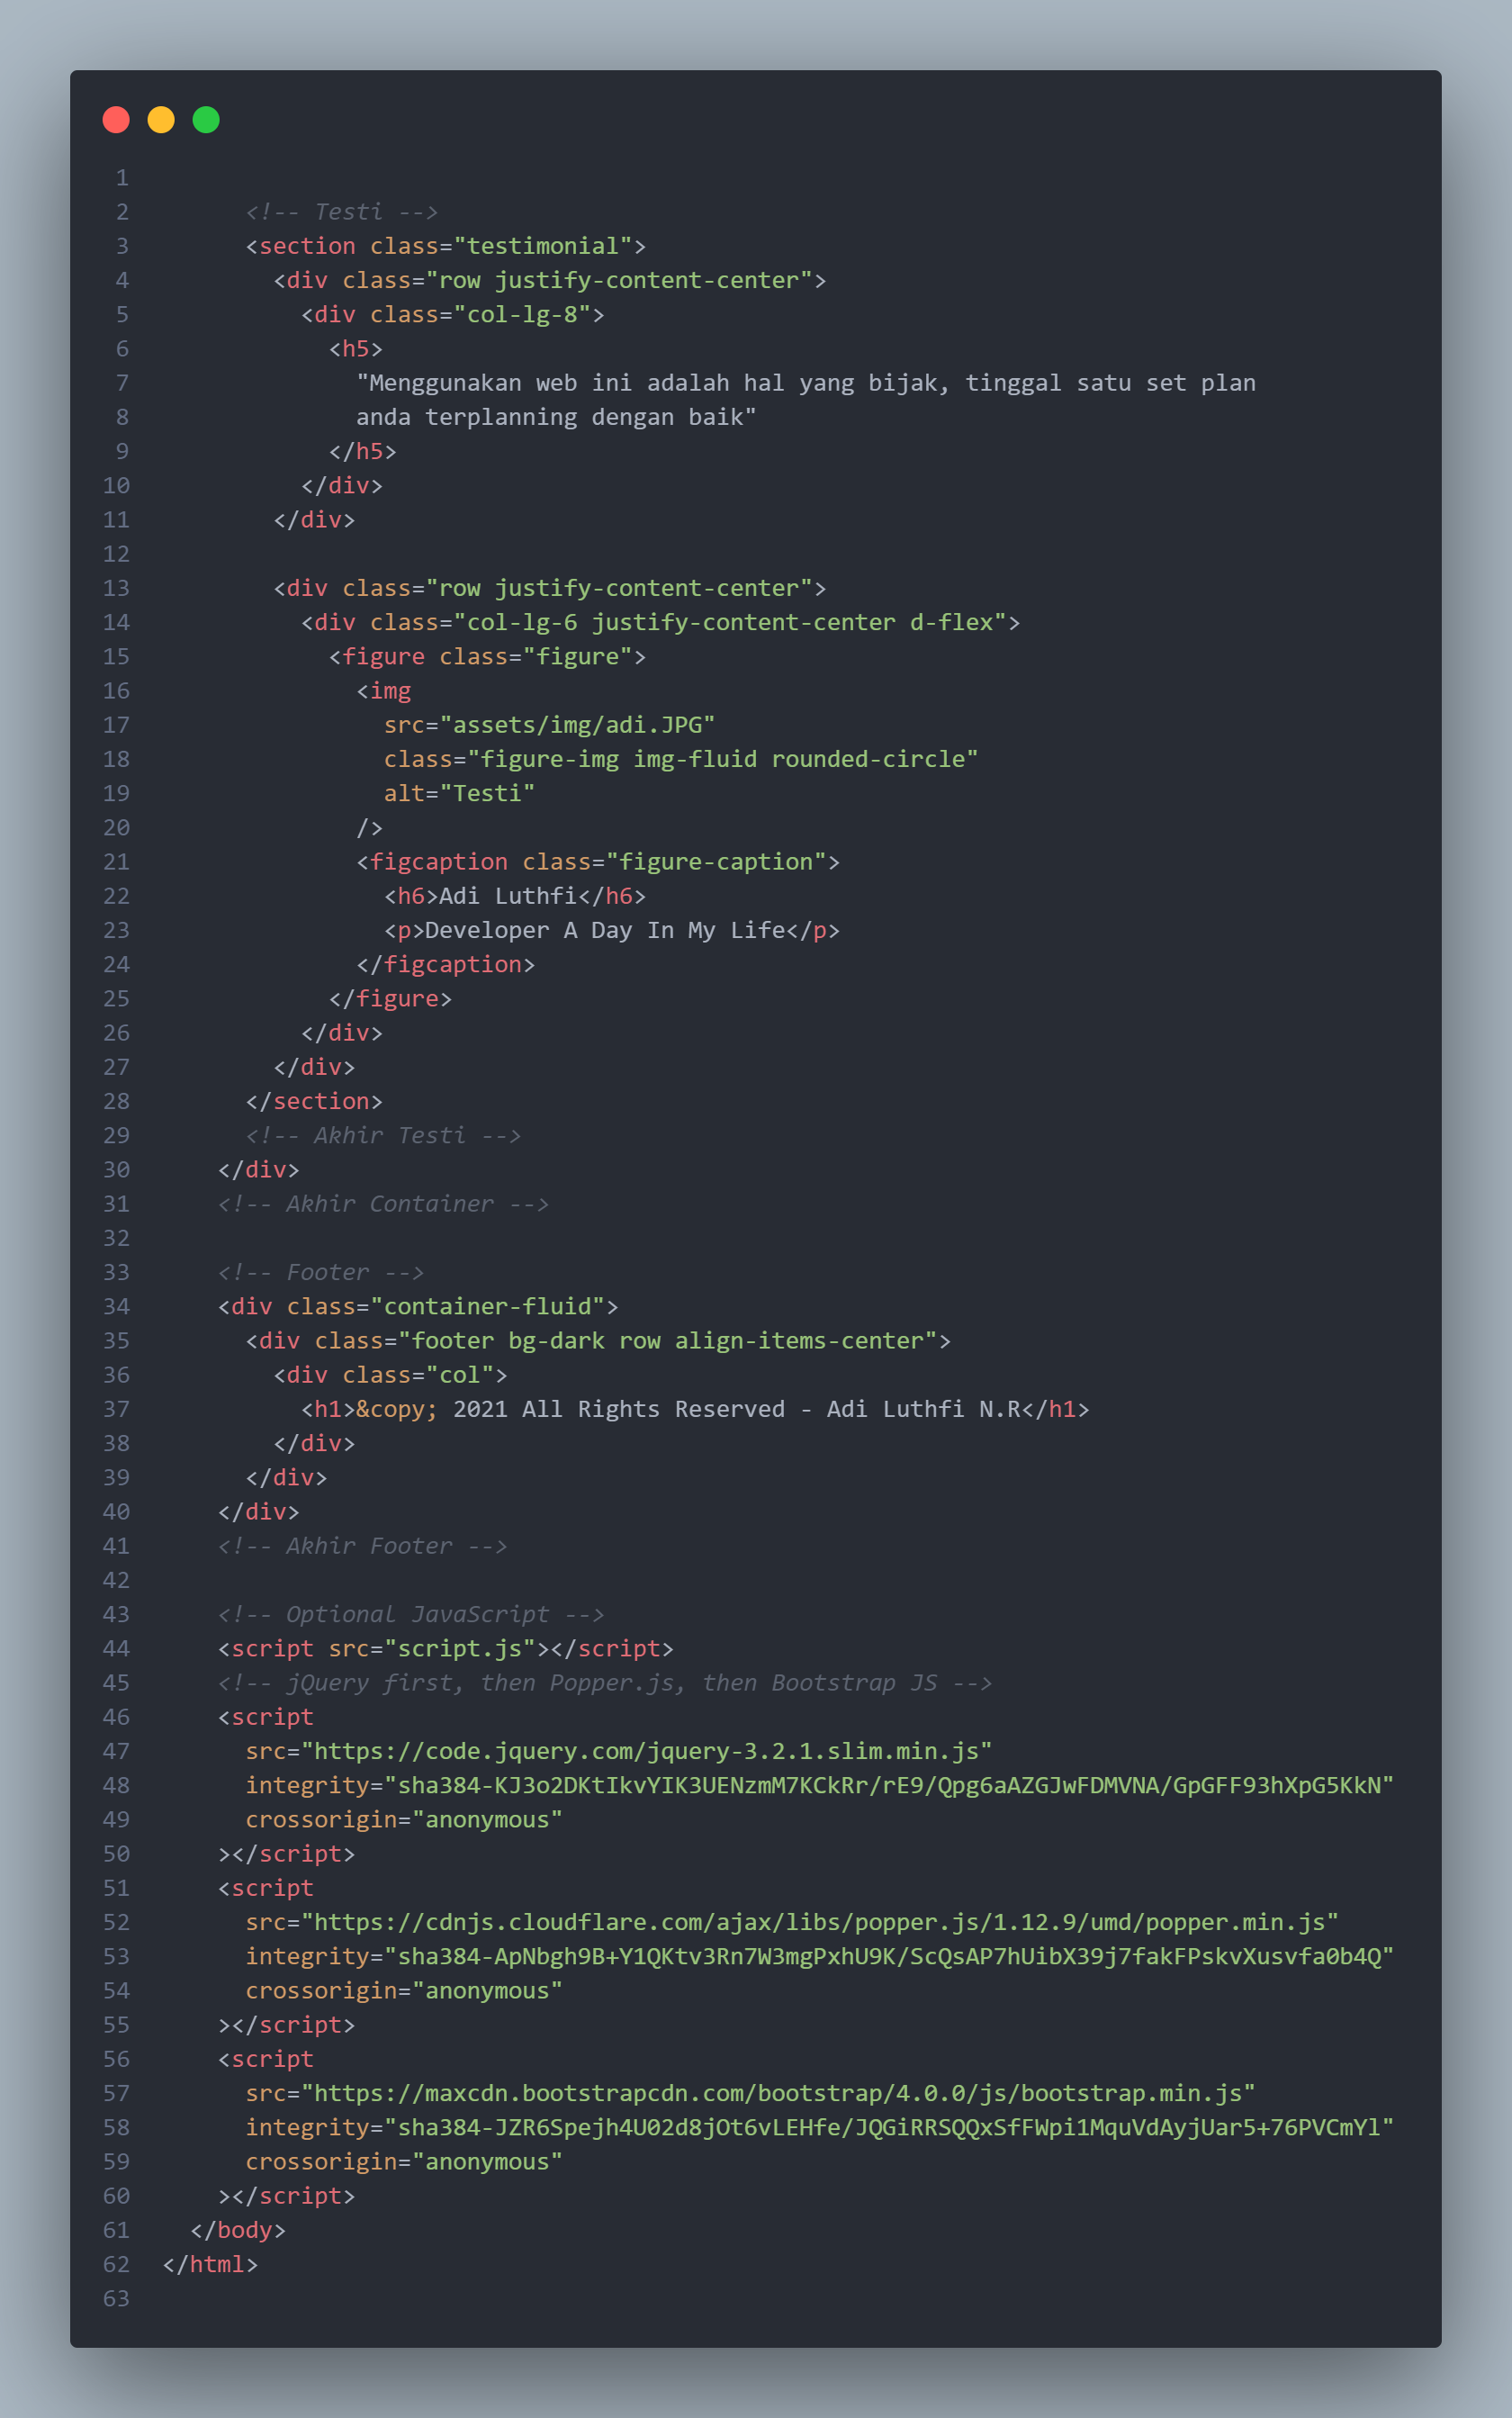 1
2 <!-- Testi -->
3 <section class="testimonial">
4 <div class="row justify-content-center">
5 <div class="col-lg-8">
6 <h5>
7 "Menggunakan web ini adalah hal yang bijak, tinggal satu set plan
8 anda terplanning dengan baik"
9 </h5>
10 </div>
11 </div>
12
13 <div class="row justify-content-center">
14 <div class="col-lg-6 justify-content-center d-flex">
15 <figure class="figure">
16 <img
17 src="assets/img/adi.JPG"
18 class="figure-img img-fluid rounded-circle"
19 alt="Testi"
20 />
21 <figcaption class="figure-caption">
22 <h6>Adi Luthfi</h6>
23 <p>Developer A Day In My Life</p>
24 </figcaption>
25 </figure>
26 </div>
27 </div>
28 </section>
29 <!-- Akhir Testi -->
30 </div>
31 <!-- Akhir Container -->
32
33 <!-- Footer -->
34 <div class="container-fluid">
35 <div class="footer bg-dark row align-items-center">
36 <div class="col">
37 <h1>&copy; 2021 All Rights Reserved - Adi Luthfi N.R</h1>
38 </div>
39 </div>
40 </div>
41 <!-- Akhir Footer -->
42
43 <!-- Optional JavaScript -->
44 <script src="script.js"></script>
45 <!-- jQuery first, then Popper.js, then Bootstrap JS -->
46 <script
47 src="https://code.jquery.com/jquery-3.2.1.slim.min.js"
48 integrity="sha384-KJ3o2DKtIkvYIK3UENzmM7KCkRr/rE9/Qpg6aAZGJwFDMVNA/GpGFF93hXpG5KkN"
49 crossorigin="anonymous"
50 ></script>
51 <script
52 src="https://cdnjs.cloudflare.com/ajax/libs/popper.js/1.12.9/umd/popper.min.js"
53 integrity="sha384-ApNbgh9B+Y1QKtv3Rn7W3mgPxhU9K/ScQsAP7hUibX39j7fakFPskvXusvfa0b4Q"
54 crossorigin="anonymous"
55 ></script>
56 <script
57 src="https://maxcdn.bootstrapcdn.com/bootstrap/4.0.0/js/bootstrap.min.js"
58 integrity="sha384-JZR6Spejh4U02d8jOt6vLEHfe/JQGiRRSQQxSfFWpi1MquVdAyjUar5+76PVCmYl"
59 crossorigin="anonymous"
60 ></script>
61 </body>
62 </html>
63